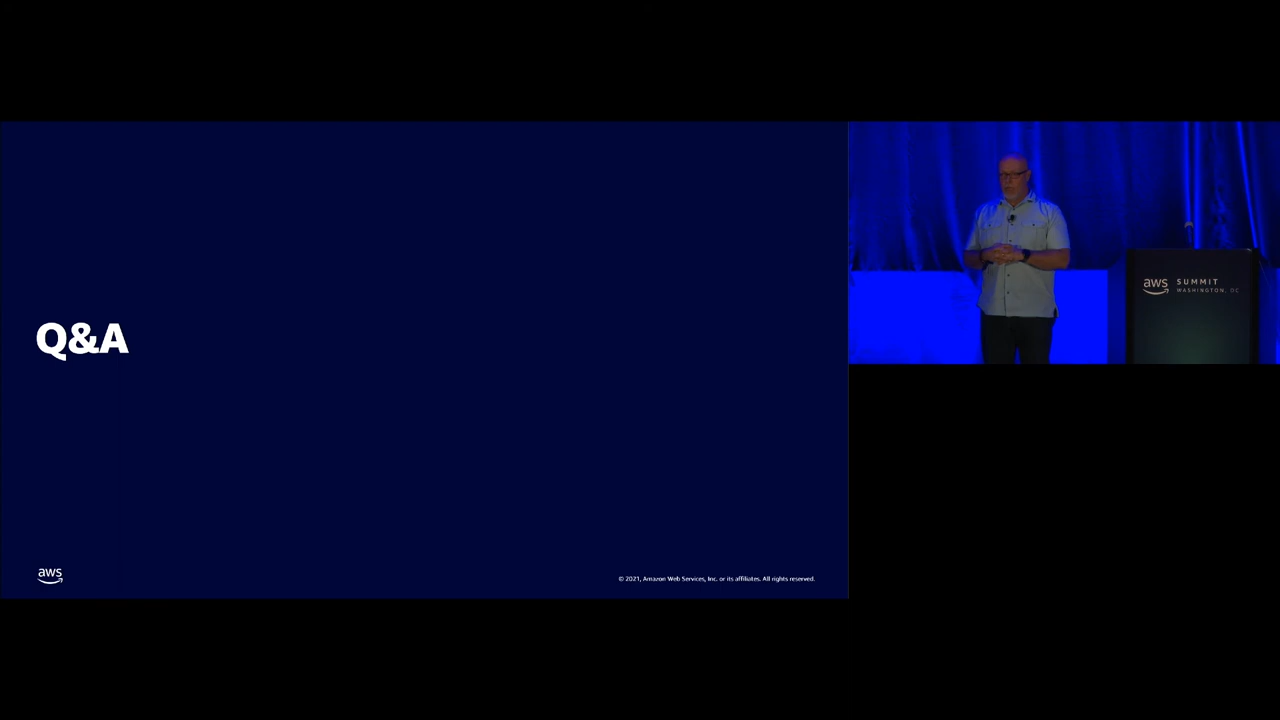 Q&A
aws
© 2021, Amazon Web Services, Inc. or its affiliates. All rights reserved.
aws SUMMIT
WASHINGTON, DC